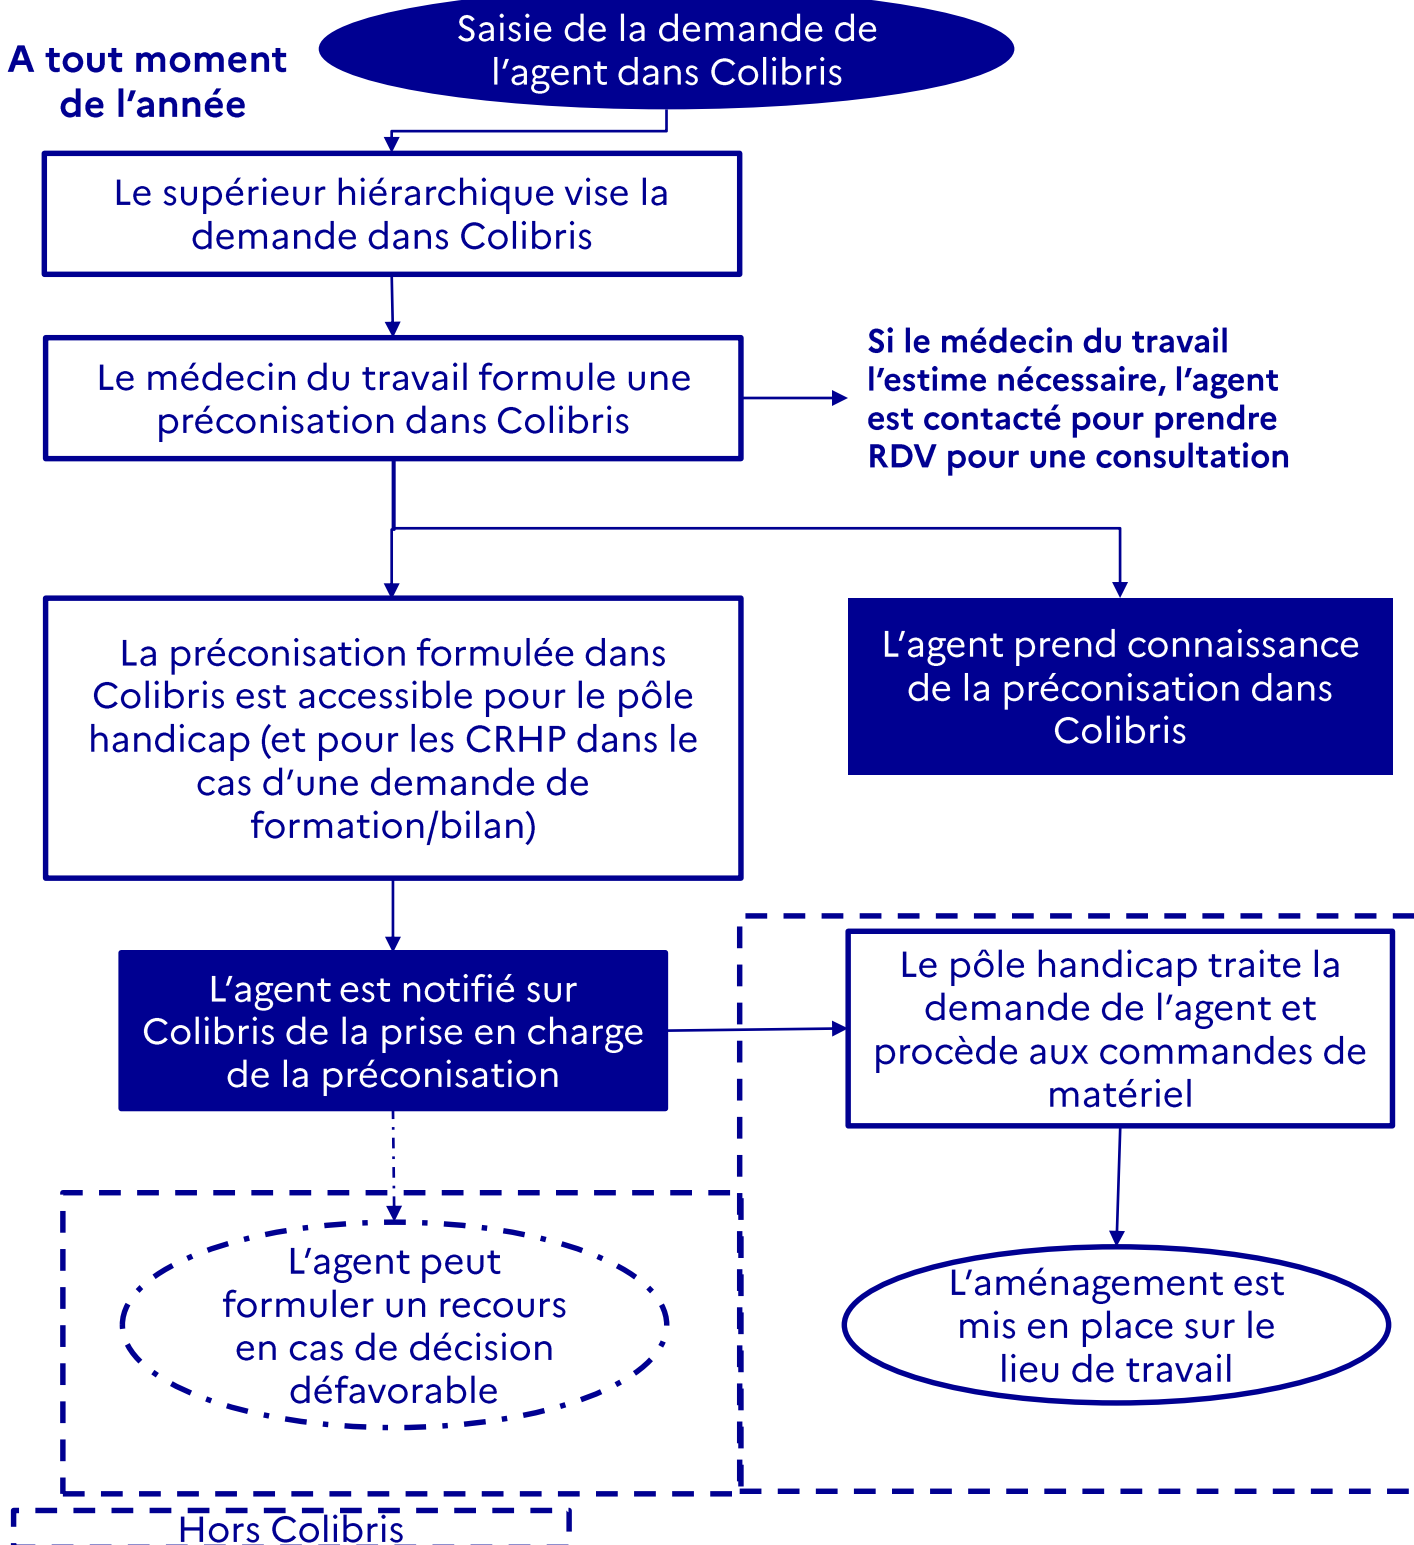 A tout moment
de l’année
Saisie de la demande de
l’agent dans Colibris
Le supérieur hiérarchique vise la
demande dans Colibris
Le médecin du travail formule une
préconisation dans Colibris
Si le médecin du travail
l’estime nécessaire, l’agent
est contacté pour prendre
RDV pour une consultation
La préconisation formulée dans
Colibris est accessible pour le pôle
handicap (et pour les CRHP dans le
cas d’une demande de
formation/bilan)
L’agent prend connaissance
de la préconisation dans
Colibris
L’agent est notifié sur
Colibris de la prise en charge
de la préconisation
Le pôle handicap traite la
demande de l’agent et
procède aux commandes de
matériel
L’agent peut
formuler un recours
en cas de décision
défavorable
L’aménagement est
mis en place sur le
lieu de travail
Hors Colibris